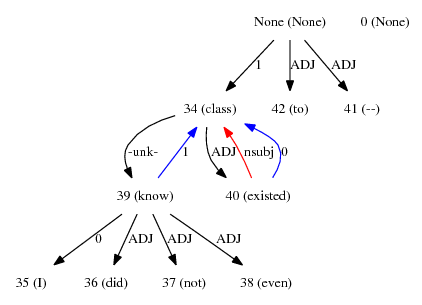 None (None) 0 (None)
1 ADJ ADJ
34 (class) 42 (to) 41 (--)
-unk- 1 ADJ nsubj 0
39 (know) 40 (existed)
0 ADJ ADJ ADJ
35 (I) 36 (did) 37 (not) 38 (even)